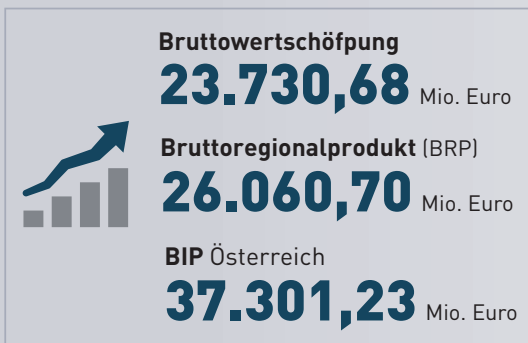 Bruttowertschöfpung
23.730,68 Mio. Euro
Bruttoregionalprodukt (BRP)
26.060,70 Mio. Euro
BIP Österreich
37.301,23 Mio. Euro